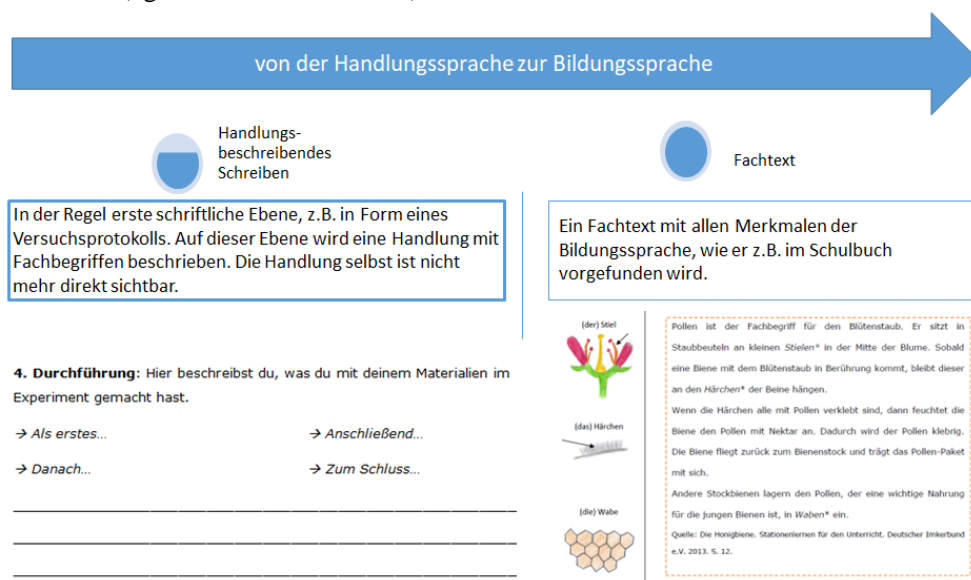 von der Handlungssprache zur Bildungssprache
Handlungs-
beschreibendes
Schreiben
In der Regel erste schriftliche Ebene, z.B. in Form eines
Versuchsprotokolls. Auf dieser Ebene wird eine Handlung mit
Fachbegriffen beschrieben. Die Handlung selbst ist nicht
mehr direkt sichtbar.
4. Durchführung: Hier beschreibst du, was du mit deinem Materialien im
Experiment gemacht hast.
→ Als erstes... → Anschließend...
→ Danach... → Zum Schluss...
Fachtext
Ein Fachtext mit allen Merkmalen der
Bildungssprache, wie er z.B. im Schulbuch
vorgefunden wird.
(der) Stiel
(das) Härchen
(die) Wabe
Pollen ist der Fachbegriff für den Blütenstaub. Er sitzt in
Staubbeuteln an kleinen Stielen* in der Mitte der Blume. Sobald
eine Biene mit dem Blütenstaub in Berührung kommt, bleibt dieser
an den Härchen* der Beine hängen.
Wenn die Härchen alle mit Pollen verklebt sind, dann feuchtet die
Biene den Pollen mit Nektar an. Dadurch wird der Pollen klebrig.
Die Biene fliegt zurück zum Bienenstock und trägt das Pollen-Paket
mit sich.
Andere Stockbienen lagern den Pollen, der eine wichtige Nahrung
für die jungen Bienen ist, in Waben* ein.
Quelle: Die Honigbiene. Stationenlernen für den Unterricht. Deutscher Imkerbund
e.V. 2013. S. 12.